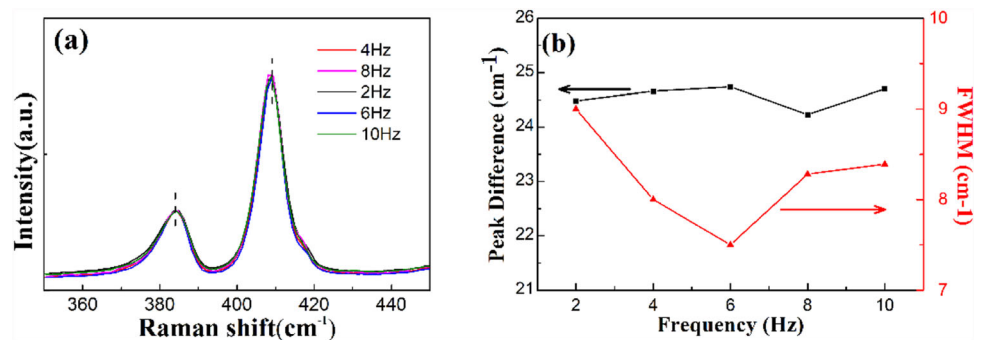 (a)
4Hz
8Hz
2Hz
6Hz
10Hz
Intensity(a.u.)
360 380 400 420 440
Raman shift(cm-1)
(b)
26
25
24
23
22
21
Peak Difference (cm-1)
10
9
8
7
FWHM (cm-1)
2 4 6 8 10
Frequency (Hz)